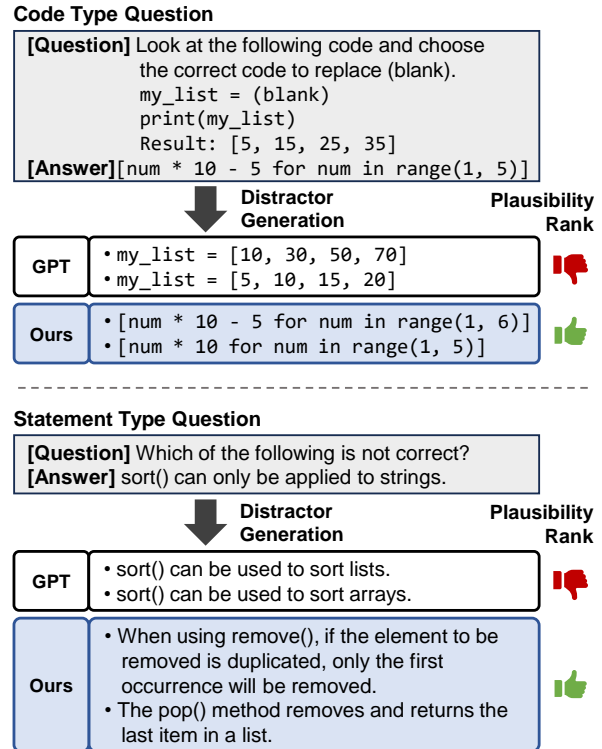 Code Type Question
[Question] Look at the following code and choose
the correct code to replace (blank).
my_list = (blank)
print(my_list)
Result: [5, 15, 25, 35]
[Answer][num * 10 - 5 for num in range(1, 5)]
Distractor
Generation
Plausibility
Rank
GPT
• my_list = [10, 30, 50, 70]
• my_list = [5, 10, 15, 20]
Ours
• [num * 10 - 5 for num in range(1, 6)]
• [num * 10 for num in range(1, 5)]
Statement Type Question
[Question] Which of the following is not correct?
[Answer] sort() can only be applied to strings.
Distractor
Generation
Plausibility
Rank
GPT
• sort() can be used to sort lists.
• sort() can be used to sort arrays.
Ours
• When using remove(), if the element to be
removed is duplicated, only the first
occurrence will be removed.
• The pop() method removes and returns the
last item in a list.